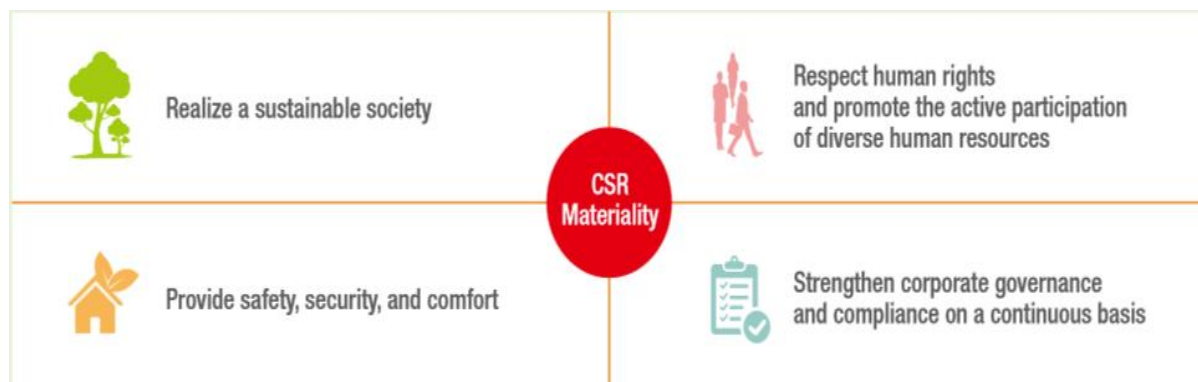 Realize a sustainable society
Respect human rights
and promote the active participation
of diverse human resources
CSR
Materiality
Provide safety, security, and comfort
Strengthen corporate governance
and compliance on a continuous basis